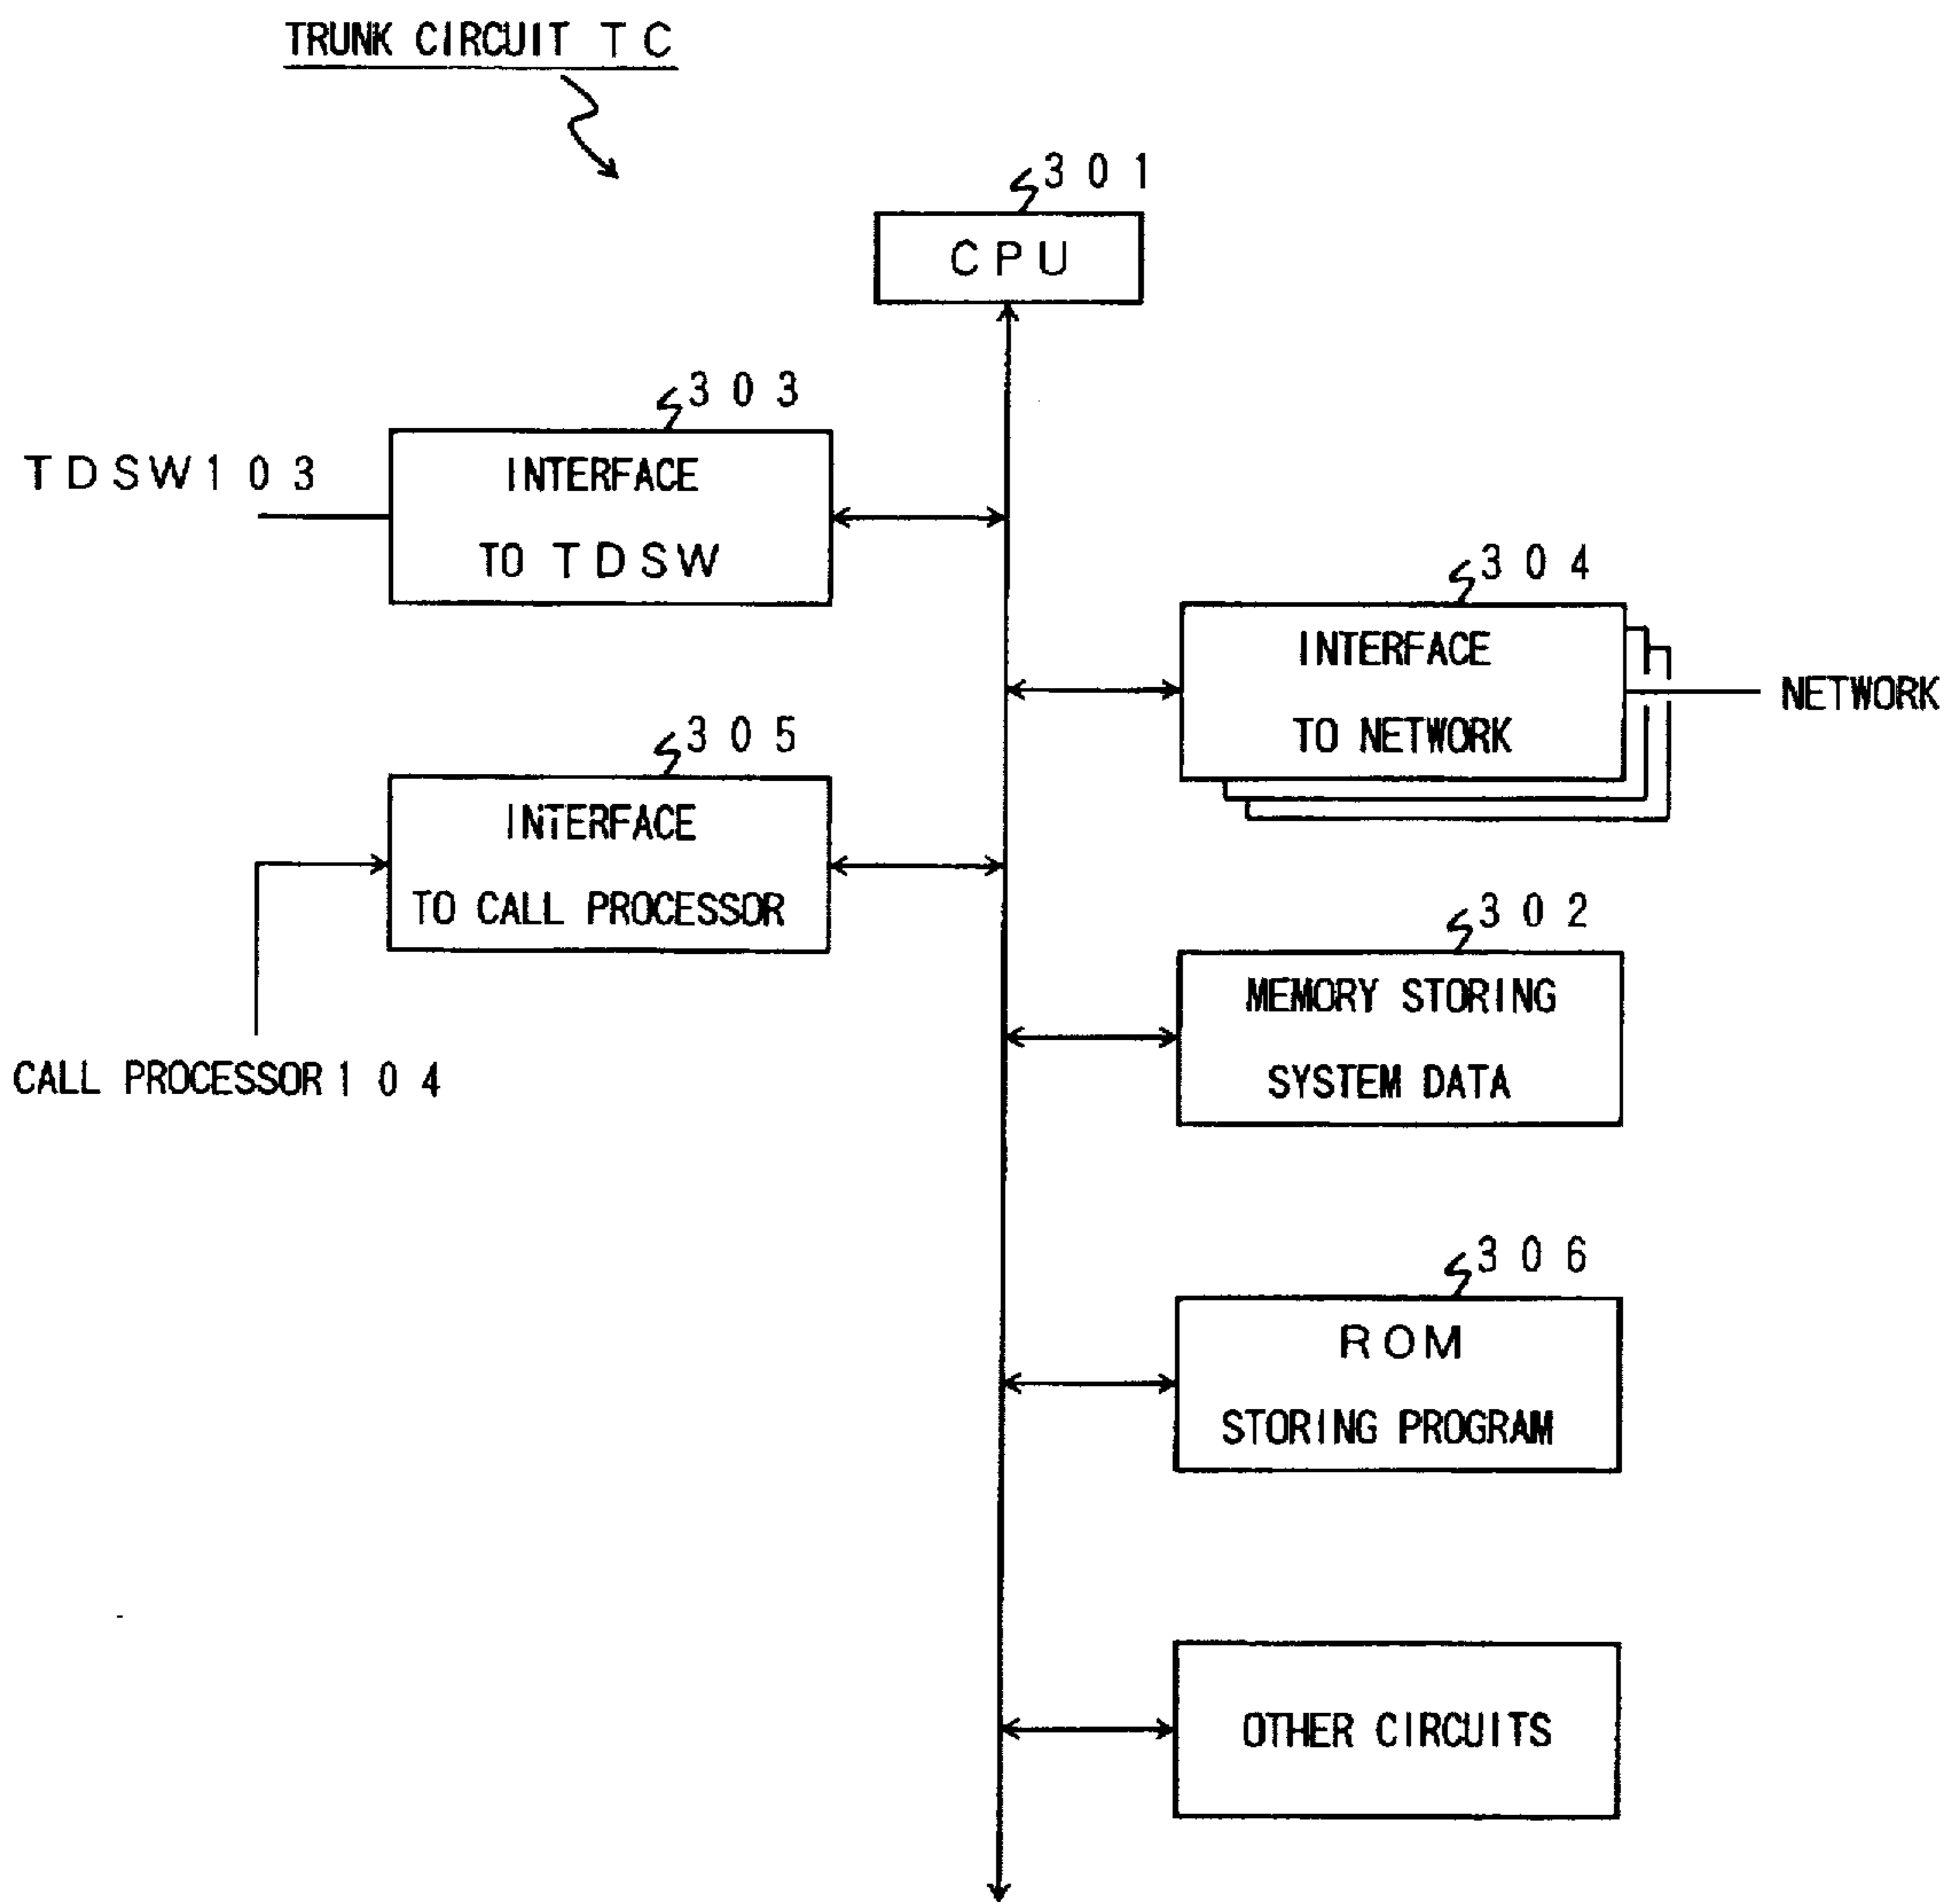 TRUNK CIRCUIT TC
301
CPU
303
TDSW103
INTERFACE
TO TDSW
304
INTERFACE
TO NETWORK
NETWORK
305
INTERFACE
TO CALL PROCESSOR
CALL PROCESSOR104
302
MEMORY STORING
SYSTEM DATA
306
ROM
STORING PROGRAM
OTHER CIRCUITS